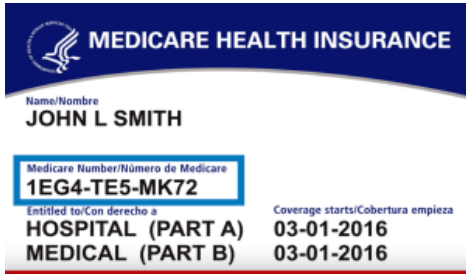 MEDICARE HEALTH INSURANCE
Name/Nombre
JOHN L SMITH
Medicare Number/Número de Medicare
1EG4-TE5-MK72
Entitled to/Con derecho a Coverage starts/Cobertura empieza
HOSPITAL (PART A) 03-01-2016
MEDICAL (PART B) 03-01-2016